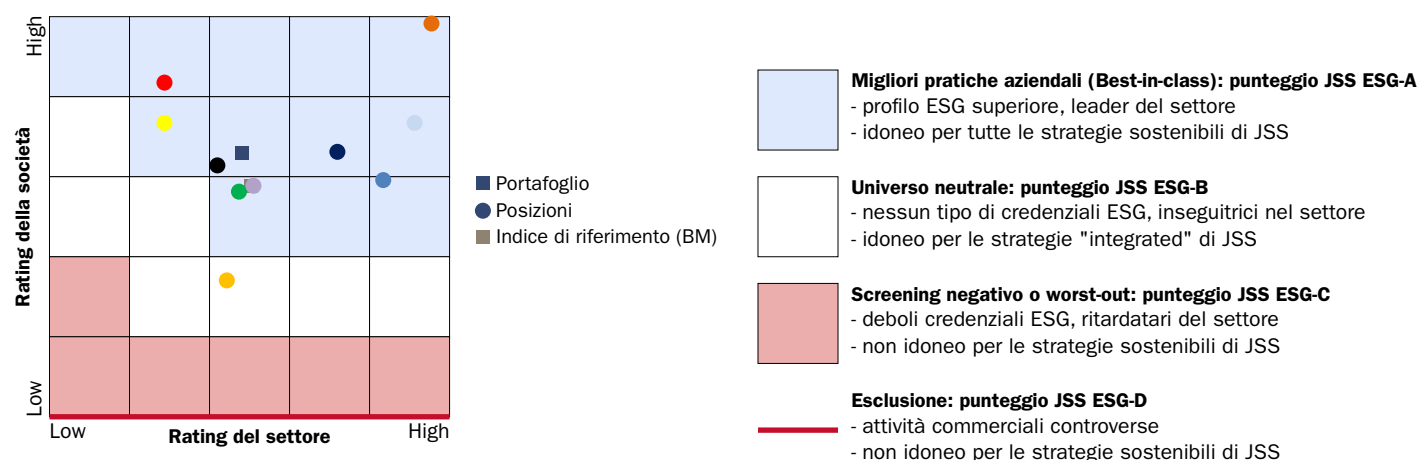 High
Rating della società
Low
Low
Rating del settore
High
Portafoglio
Posizioni
Indice di riferimento (BM)
Migliori pratiche aziendali (Best-in-class): punteggio JSS ESG-A
- profilo ESG superiore, leader del settore
- idoneo per tutte le strategie sostenibili di JSS
Universo neutrale: punteggio JSS ESG-B
- nessun tipo di credenziali ESG, inseguitrici nel settore
- idoneo per le strategie "integrated" di JSS
Screening negativo o worst-out: punteggio JSS ESG-C
- deboli credenziali ESG, ritardatari del settore
- non idoneo per le strategie sostenibili di JSS
Esclusione: punteggio JSS ESG-D
- attività commerciali controverse
- non idoneo per le strategie sostenibili di JSS